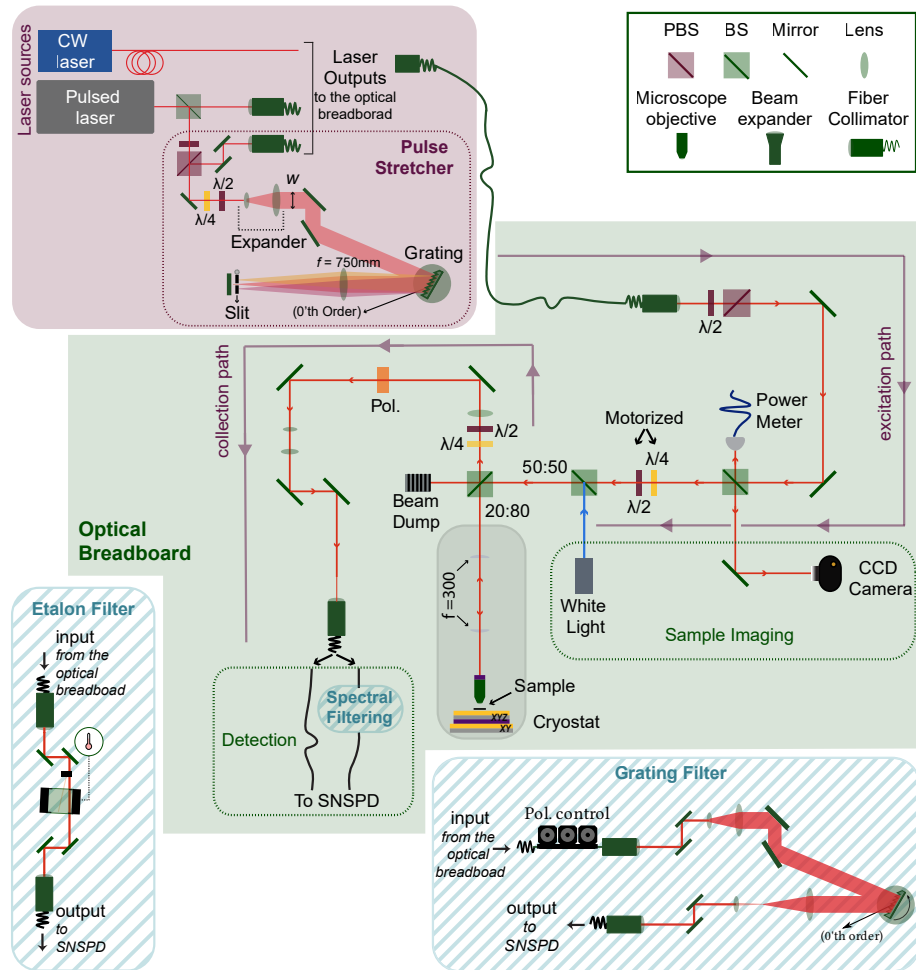 Laser sources
CW
laser
Pulsed
laser
Laser
Outputs
to the optical
breadborad
Pulse
Stretcher
λ/2
λ/4
w
Expander
Grating
f = 750mm
Slit
(0'th Order)
PBS
BS
Mirror
Lens
Microscope
objective
Beam
expander
Fiber
Collimator
λ/2
excitation path
collection path
Pol.
λ/2
λ/4
Motorized
λ/4
λ/2
Power
Meter
50:50
20:80
Beam
Dump
Optical
Breadboard
f =300
White
Light
CCD
Camera
Sample Imaging
Sample
XYZ
XY
Cryostat
Detection
Spectral
Filtering
To SNSPD
Etalon Filter
input
from the
optical
breadboad
output
to
SNSPD
Grating Filter
input
from the
optical
breadboad
Pol. control
output
to
SNSPD
(0'th order)